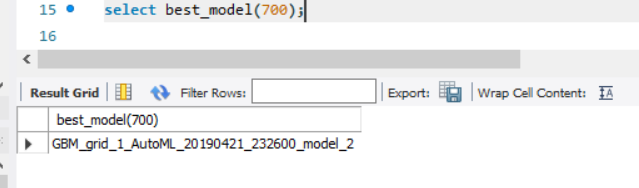 15 select best_model(700);
16
Result Grid Filter Rows: Export: Wrap Cell Content:
best_model(700)
GBM_grid_1_AutoML_20190421_232600_model_2